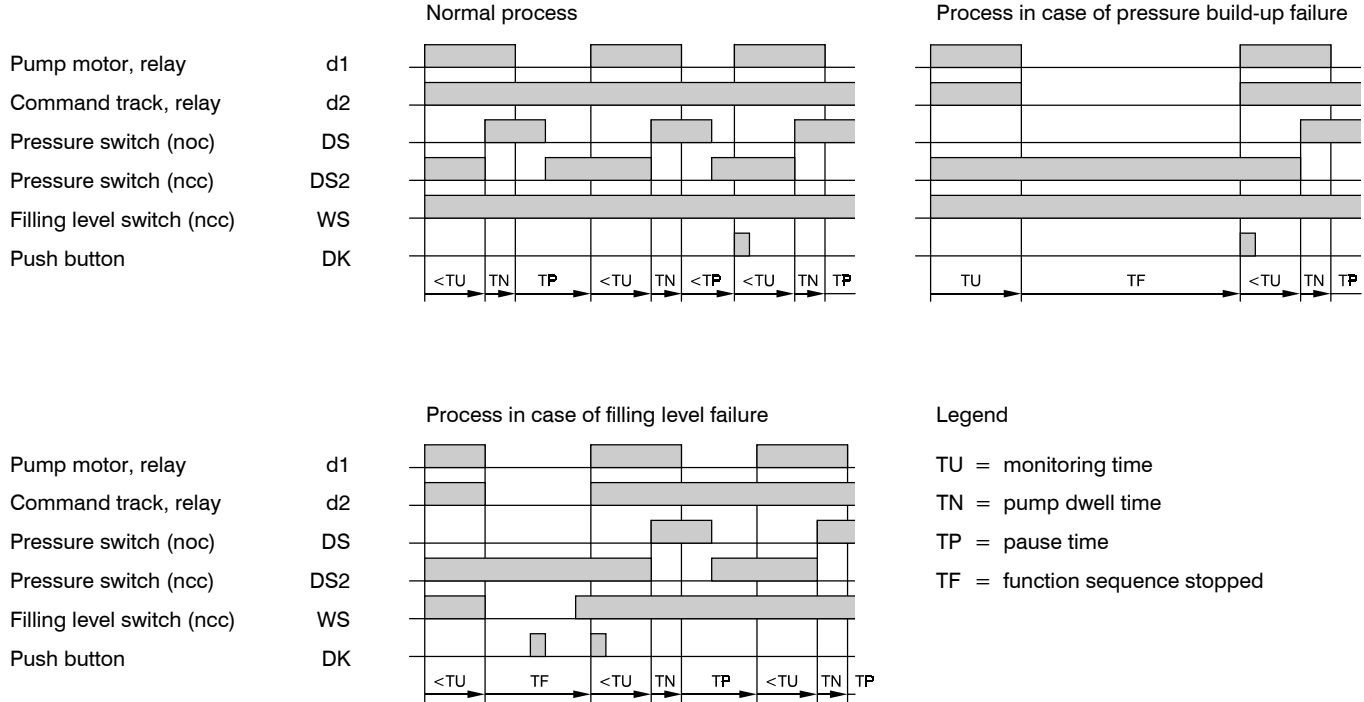 Normal process
Process in case of pressure build-up failure
Pump motor, relay d1
Command track, relay d2
Pressure switch (noc) DS
Pressure switch (ncc) DS2
Filling level switch (ncc) WS
Push button DK
<TU TN TP <TU TN <TP <TU TN TP
TU TF <TU TN TP
Process in case of filling level failure
Legend
Pump motor, relay d1
Command track, relay d2
Pressure switch (noc) DS
Pressure switch (ncc) DS2
Filling level switch (ncc) WS
Push button DK
<TU TF <TU TN TP <TU TN TP
TU = monitoring time
TN = pump dwell time
TP = pause time
TF = function sequence stopped